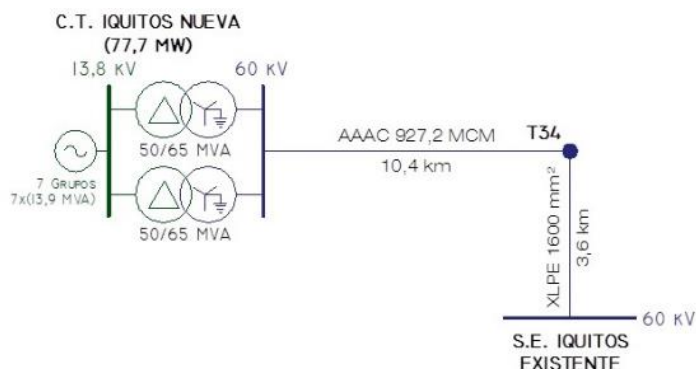 C.T. IQUITOS NUEVA
(77,7 MW)
13,8 KV
60 KV
50/65 MVA
7 GRUPOS
7x(13,9 MVA)
50/65 MVA
AAAC 927,2 MCM
10,4 km
T34
XLPE 1600 mm²
3,6 km
60 KV
S.E. IQUITOS
EXISTENTE